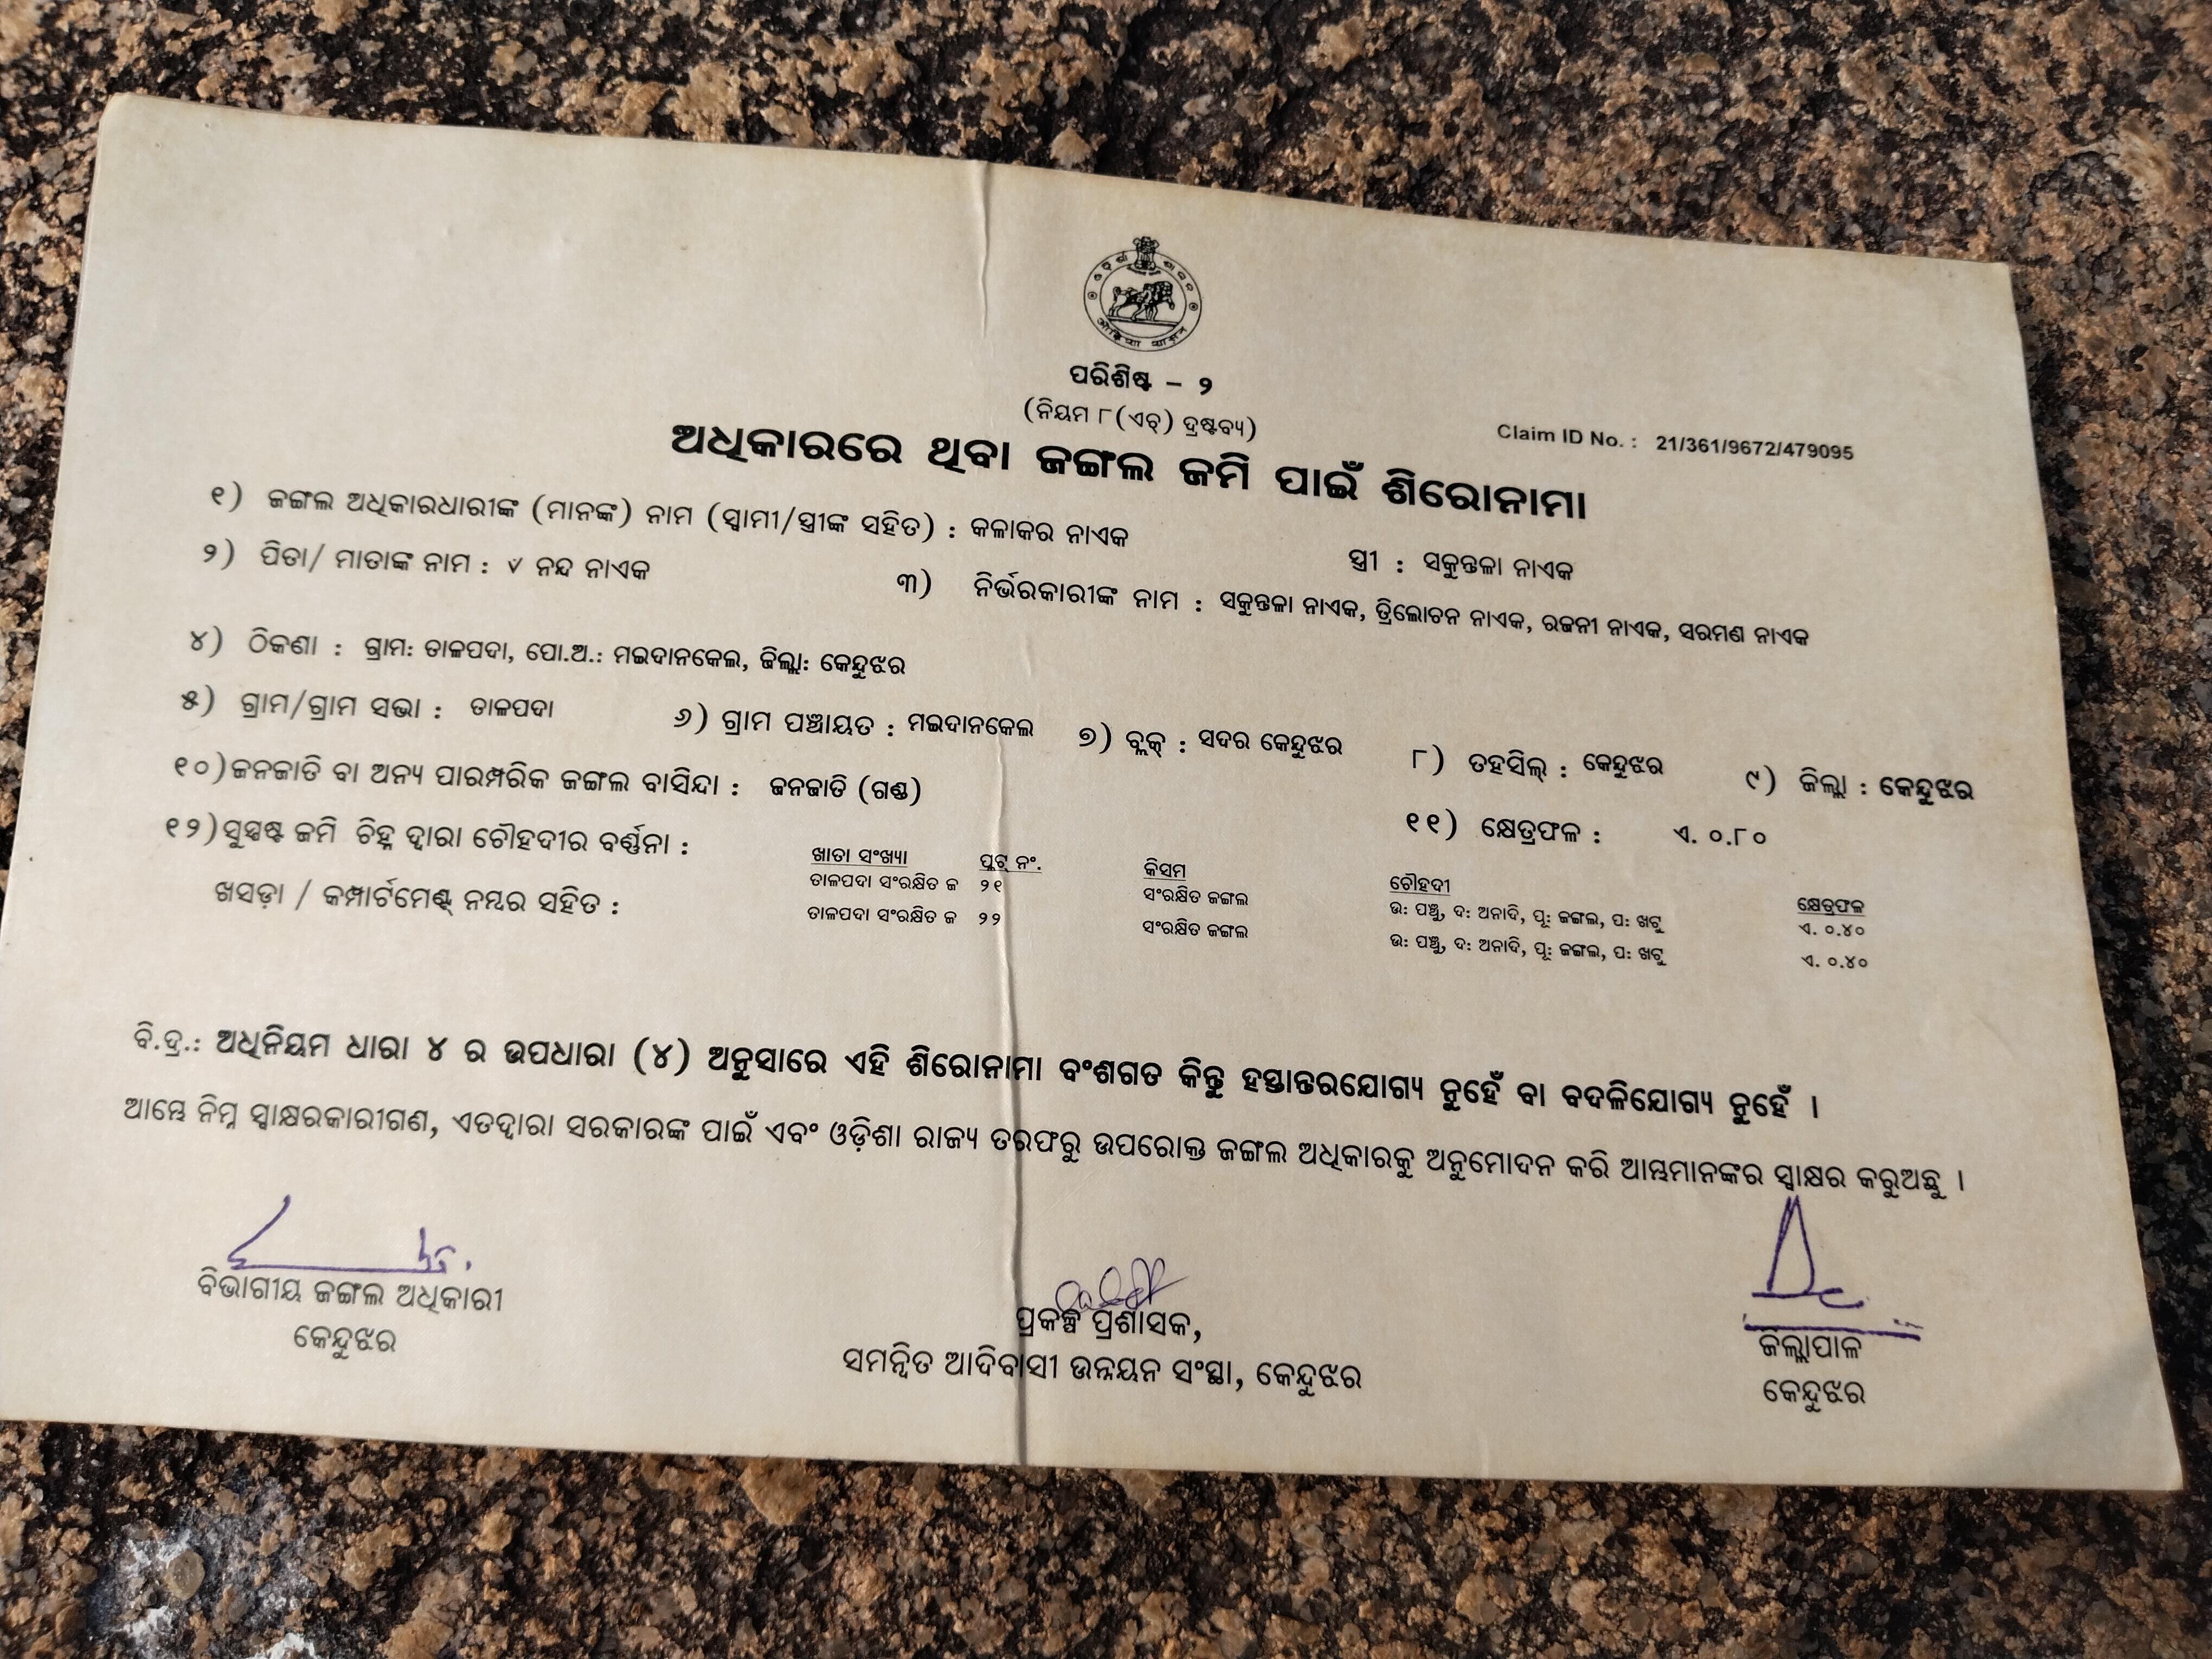 ପରିଶିଷ୍ଟ – ୨
(ନିୟମ ୮(ଏଚ୍) ଦ୍ରଷ୍ଟବ୍ୟ)
Claim ID No. : 21/361/9672/479095
ଅଧିକାରରେ ଥିବା ଜଙ୍ଗଲ ଜମି ପାଇଁ ଶିରୋନାମା
୧) ଜଙ୍ଗଲ ଅଧିକାରଧାରୀଙ୍କ (ମାନଙ୍କ) ନାମ (ସ୍ଵାମୀ/ସ୍ତ୍ରୀଙ୍କ ସହିତ) : କଳାକର ନାଏକ ସ୍ତ୍ରୀ : ସକୁନ୍ତଳା ନାଏକ
୨) ପିତା/ ମାତାଙ୍କ ନାମ : ୰ ନନ୍ଦ ନାଏକ ୩) ନିର୍ଭରକାରୀଙ୍କ ନାମ : ସକୁନ୍ତଳା ନାଏକ, ତ୍ରିଲୋଚନ ନାଏକ, ରଜନୀ ନାଏକ, ସରମଣ ନାଏକ
୪) ଠିକଣା : ଗ୍ରାମ: ତାଳପଦା, ପୋ.ଅ.: ମଇଦାନକେଲ, ଜିଲ୍ଲା: କେନ୍ଦୁଝର
୫) ଗ୍ରାମ/ଗ୍ରାମ ସଭା : ତାଳପଦା ୬) ଗ୍ରାମ ପଞ୍ଚାୟତ : ମଇଦାନକେଲ ୭) ବ୍ଲକ୍ : ସଦର କେନ୍ଦୁଝର ୮) ତହସିଲ୍ : କେନ୍ଦୁଝର ୯) ଜିଲ୍ଲା : କେନ୍ଦୁଝର
୧୦)ଜନଜାତି ବା ଅନ୍ୟ ପାରମ୍ପରିକ ଜଙ୍ଗଲ ବାସିନ୍ଦା : ଜନଜାତି (ଗଣ୍ଡ) ୧୧) କ୍ଷେତ୍ରଫଳ : ଏ. ୦.୮୦
୧୨)ସୁସ୍ପଷ୍ଟ ଜମି ଚିହ୍ନ ଦ୍ଵାରା ଚୌହଦୀର ବର୍ଣ୍ଣନା :
ଖସଡ଼ା / କମ୍ପାର୍ଟମେଣ୍ଟ୍ ନମ୍ବର ସହିତ :
ଖାତା ସଂଖ୍ୟା ପ୍ଲଟ୍ ନଂ. କିସମ ଚୌହଦୀ କ୍ଷେତ୍ରଫଳ
ତାଳପଦା ସଂରକ୍ଷିତ ଜ ୨୧ ସଂରକ୍ଷିତ ଜଙ୍ଗଲ ଉ: ପଞ୍ଚୁ, ଦ: ଅନାଦି, ପୂ: ଜଙ୍ଗଲ, ପ: ଖଟୁ ଏ. ୦.୪୦
ତାଳପଦା ସଂରକ୍ଷିତ ଜ ୨୨ ସଂରକ୍ଷିତ ଜଙ୍ଗଲ ଉ: ପଞ୍ଚୁ, ଦ: ଅନାଦି, ପୂ: ଜଙ୍ଗଲ, ପ: ଖଟୁ ଏ. ୦.୪୦
ବି.ଦ୍ର.: ଅଧିନିୟମ ଧାରା ୪ ର ଉପଧାରା (୪) ଅନୁସାରେ ଏହି ଶିରୋନାମା ବଂଶଗତ କିନ୍ତୁ ହସ୍ତାନ୍ତରଯୋଗ୍ୟ ନୁହେଁ ବା ବଦଳିଯୋଗ୍ୟ ନୁହେଁ ।
ଆମ୍ଭେ ନିମ୍ନ ସ୍ଵାକ୍ଷରକାରୀଗଣ, ଏତଦ୍ଵାରା ସରକାରଙ୍କ ପାଇଁ ଏବଂ ଓଡ଼ିଶା ରାଜ୍ୟ ତରଫରୁ ଉପରୋକ୍ତ ଜଙ୍ଗଲ ଅଧିକାରକୁ ଅନୁମୋଦନ କରି ଆମ୍ଭମାନଙ୍କର ସ୍ଵାକ୍ଷର କରୁଅଛୁ ।
ବିଭାଗୀୟ ଜଙ୍ଗଲ ଅଧିକାରୀ
କେନ୍ଦୁଝର
ପ୍ରକଳ୍ପ ପ୍ରଶାସକ,
ସମନ୍ୱିତ ଆଦିବାସୀ ଉନ୍ନୟନ ସଂସ୍ଥା, କେନ୍ଦୁଝର
ଜିଲ୍ଲାପାଳ
କେନ୍ଦୁଝର